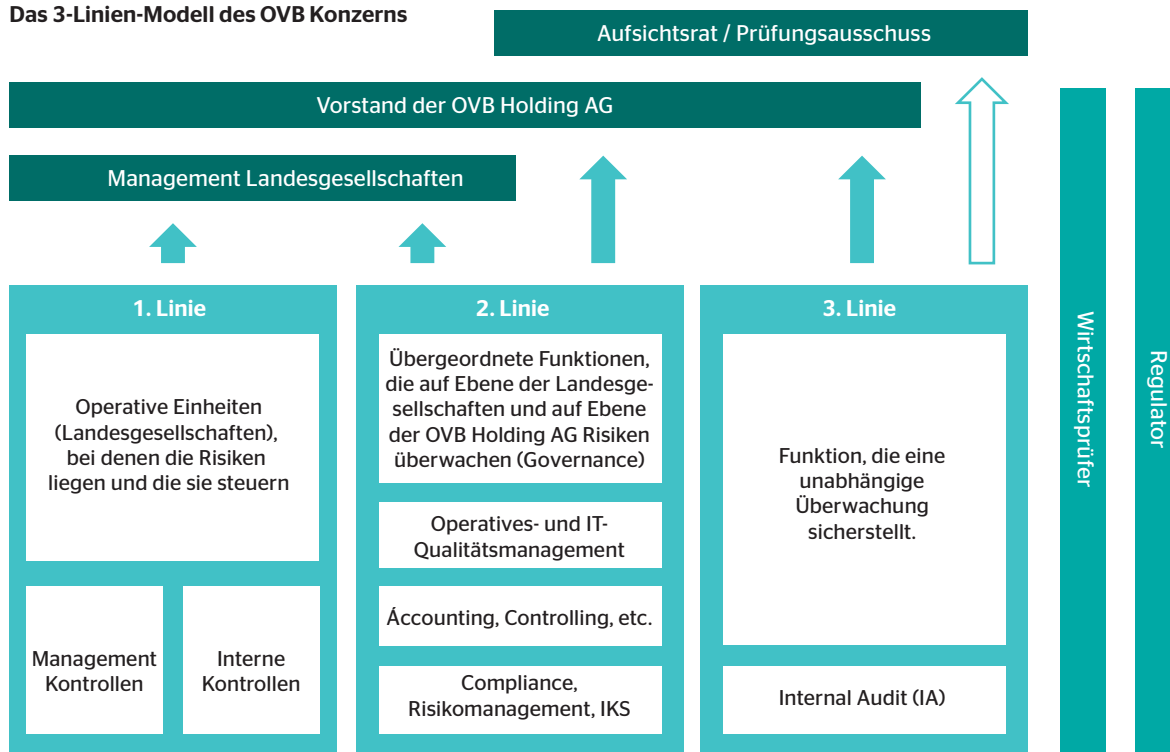 Das 3-Linien-Modell des OVB Konzerns
Aufsichtsrat / Prüfungsausschuss
Vorstand der OVB Holding AG
Management Landesgesellschaften
1. Linie
Operative Einheiten
(Landesgesellschaften),
bei denen die Risiken
liegen und die sie steuern
Management
Kontrollen
Interne
Kontrollen
2. Linie
Übergeordnete Funktionen,
die auf Ebene der Landesge-
sellschaften und auf Ebene
der OVB Holding AG Risiken
überwachen (Governance)
Operatives- und IT-
Qualitätsmanagement
Áccounting, Controlling, etc.
Compliance,
Risikomanagement, IKS
3. Linie
Funktion, die eine
unabhängige
Überwachung
sicherstellt.
Internal Audit (IA)
Wirtschaftsprüfer
Regulator